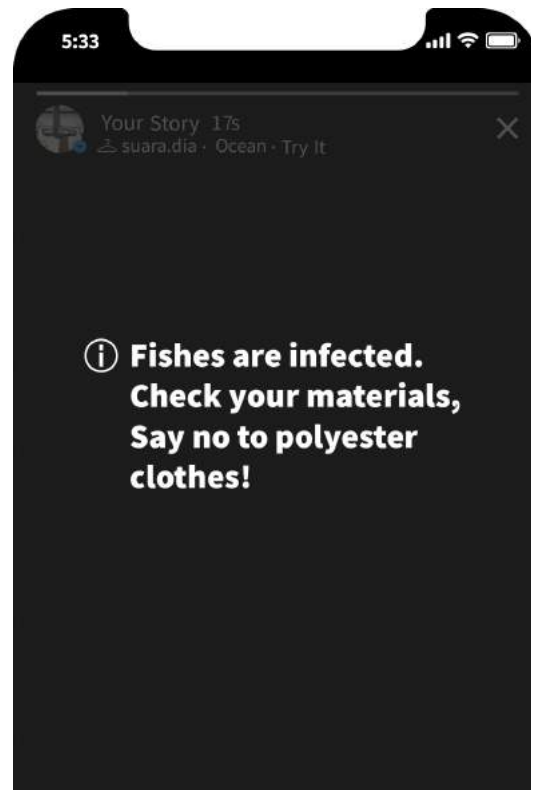 5:33
Your Story 17s
suara.dia · Ocean · Try It
Fishes are infected.
Check your materials,
Say no to polyester
clothes!